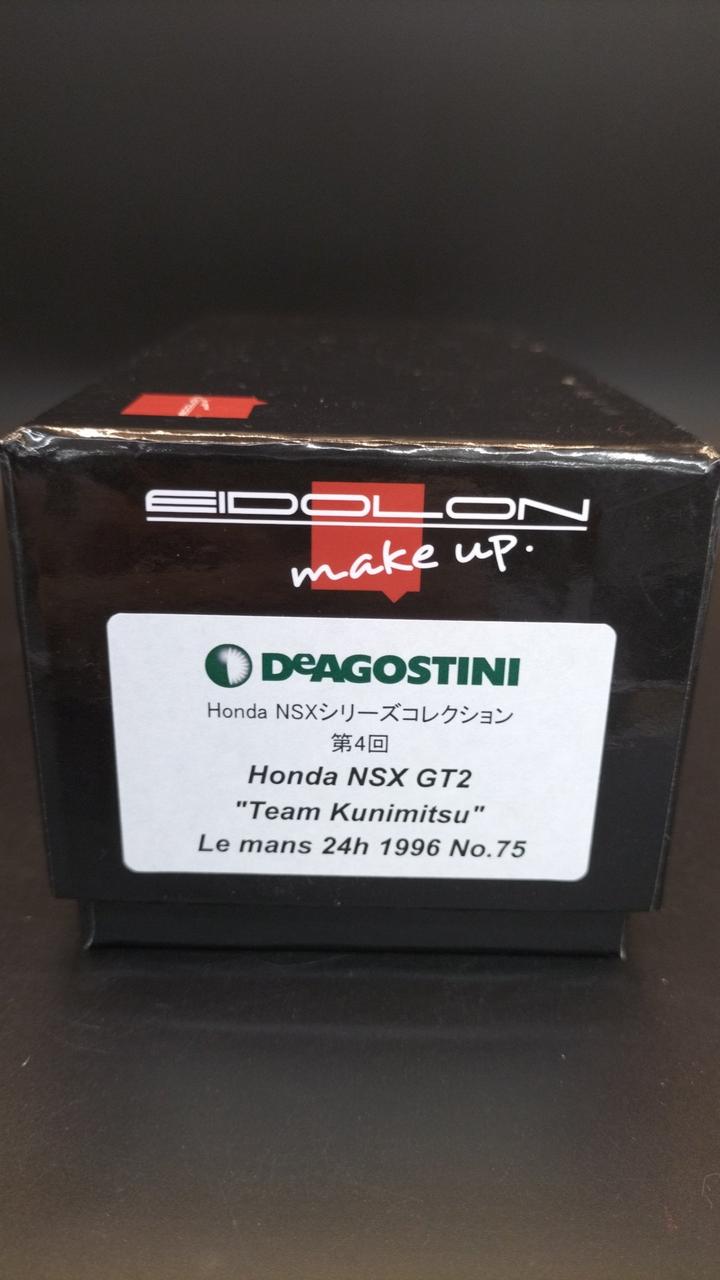 EIDOLON
make up.
DeAGOSTINI
Honda NSXシリーズコレクション
第4回
Honda NSX GT2
"Team Kunimitsu"
Le mans 24h 1996 No.75